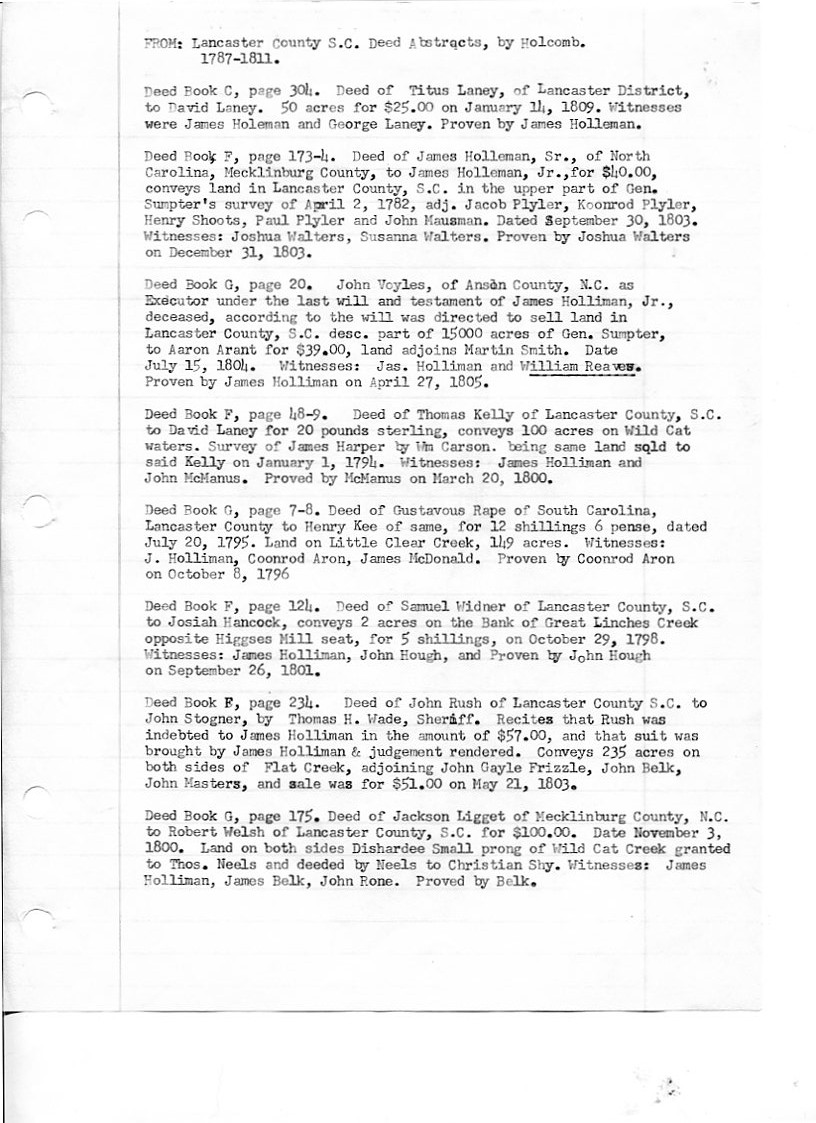 FROM: Lancaster County S.C. Deed Abstracts, by Holcomb.
1787-1811.
Deed Book C, page 304. Deed of Titus Laney, of Lancaster District,
to David Laney. 50 acres for $25.00 on January 14, 1809. Witnesses
were James Holeman and George Laney. Proven by James Holleman.
Deed Book F, page 173-4. Deed of James Holleman, Sr., of North
Carolina, Mecklinburg County, to James Holleman, Jr.,for $40.00,
conveys land in Lancaster County, S.C. in the upper part of Gen.
Sumpter's survey of April 2, 1782, adj. Jacob Plyler, Koonrod Plyler,
Henry Shoots, Paul Plyler and John Mausman. Dated September 30, 1803.
Witnesses: Joshua Walters, Susanna Walters. Proven by Joshua Walters
on December 31, 1803.
Deed Book G, page 20. John Voyles, of Anson County, N.C. as
Executor under the last will and testament of James Holliman, Jr.,
deceased, according to the will was directed to sell land in
Lancaster County, S.C. desc. part of 15000 acres of Gen. Sumpter,
to Aaron Arant for $39.00, land adjoins Martin Smith. Date
July 15, 1804. Witnesses: Jas. Holliman and William Reaves.
Proven by James Holliman on April 27, 1805.
Deed Book F, page 48-9. Deed of Thomas Kelly of Lancaster County, S.C.
to David Laney for 20 pounds sterling, conveys 100 acres on Wild Cat
waters. Survey of James Harper by Wm Carson. being same land sqld to
said Kelly on January 1, 1794. Witnesses: James Holliman and
John McManus. Proved by McManus on March 20, 1800.
Deed Book G, page 7-8. Deed of Gustavous Rape of South Carolina,
Lancaster County to Henry Kee of same, for 12 shillings 6 pense, dated
July 20, 1795. Land on Little Clear Creek, 149 acres. Witnesses:
J. Holliman, Coonrod Aron, James McDonald. Proven by Coonrod Aron
on October 8, 1796
Deed Book F, page 124. Deed of Samuel Widner of Lancaster County, S.C.
to Josiah Hancock, conveys 2 acres on the Bank of Great Linches Creek
opposite Higgses Mill seat, for 5 shillings, on October 29, 1798.
Witnesses: James Holliman, John Hough, and Proven by John Hough
on September 26, 1801.
Deed Book F, page 234. Deed of John Rush of Lancaster County S.C. to
John Stogner, by Thomas H. Wade, Sheriff. Recites that Rush was
indebted to James Holliman in the amount of $57.00, and that suit was
brought by James Holliman & judgement rendered. Conveys 235 acres on
both sides of Flat Creek, adjoining John Gayle Frizzle, John Belk,
John Masters, and sale was for $51.00 on May 21, 1803.
Deed Book G, page 175. Deed of Jackson Ligget of Mecklinburg County, N.C.
to Robert Welsh of Lancaster County, S.C. for $100.00. Date November 3,
1800. Land on both sides Dishardee Small prong of Wild Cat Creek granted
to Thos. Neels and deeded by Neels to Christian Shy. Witnesses: James
Holliman, James Belk, John Rone. Proved by Belk.